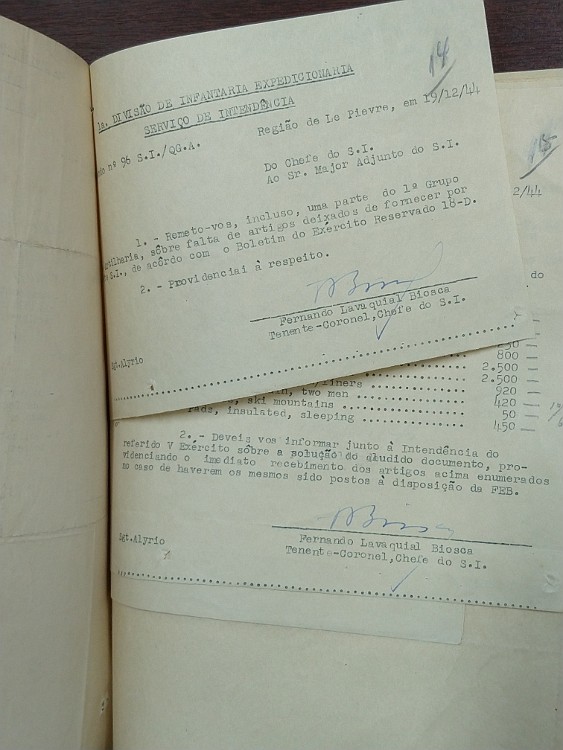 14
1a. DIVISÃO DE INFANTARIA EXPEDICIONARIA
SERVIÇO DE INTENDÊNCIA
Região de Le Pievre, em 19/12/44
nº 96 S.I./QG.A.
Do Chefe do S.I.
Ao Sr. Major Adjunto do S.I.
1. - Remeto-vos, incluso, uma parte do 1º Grupo
sôbre falta de artigos deixados de fornecer por
S.I., de acôrdo com o Boletim do Exército Reservado 18-D.
2. - Providenciai à respeito.
Fernando Lavaquial Biosca
Tenente-Coronel, Chefe do S.I.
Sgt.Alyrio
15
2/44
do
800
2.500
2.500
two men 920
ski mountains 420
50
insulated, sleeping 450
2.- Deveis vos informar junto à Intendência do
referido V Exército sôbre a solução do aludido documento, pro-
videnciando o imediato recebimento dos artigos acima enumerados
no caso de haverem os mesmos sido postos à disposição da FEB.
Fernando Lavaquial Biosca
Tenente-Coronel, Chefe do S.I.
Sgt.Alyrio